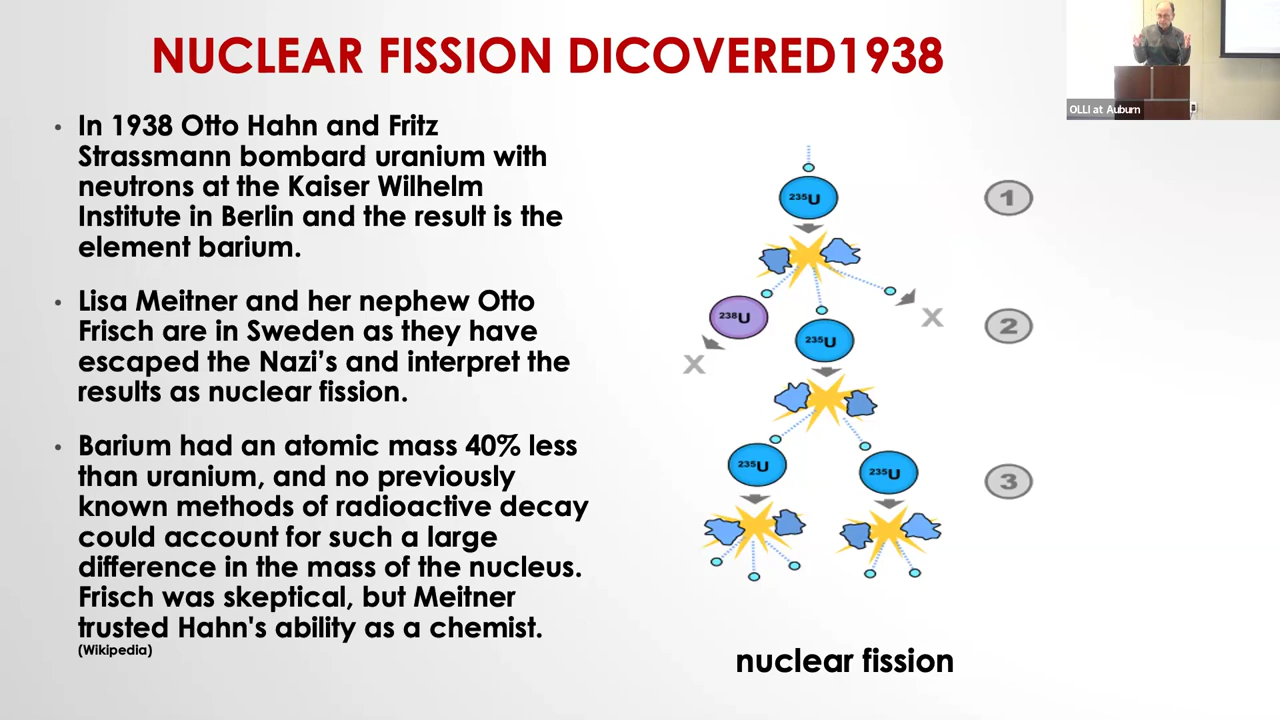 NUCLEAR FISSION DICOVERED1938
OLLI at Auburn
• In 1938 Otto Hahn and Fritz
Strassmann bombard uranium with
neutrons at the Kaiser Wilhelm
Institute in Berlin and the result is the
element barium.
• Lisa Meitner and her nephew Otto
Frisch are in Sweden as they have
escaped the Nazi's and interpret the
results as nuclear fission.
• Barium had an atomic mass 40% less
than uranium, and no previously
known methods of radioactive decay
could account for such a large
difference in the mass of the nucleus.
Frisch was skeptical, but Meitner
trusted Hahn's ability as a chemist.
(Wikipedia)
²³⁵U
1
²³⁸U
X
2
²³⁵U
X
²³⁵U
²³⁵U
3
nuclear fission